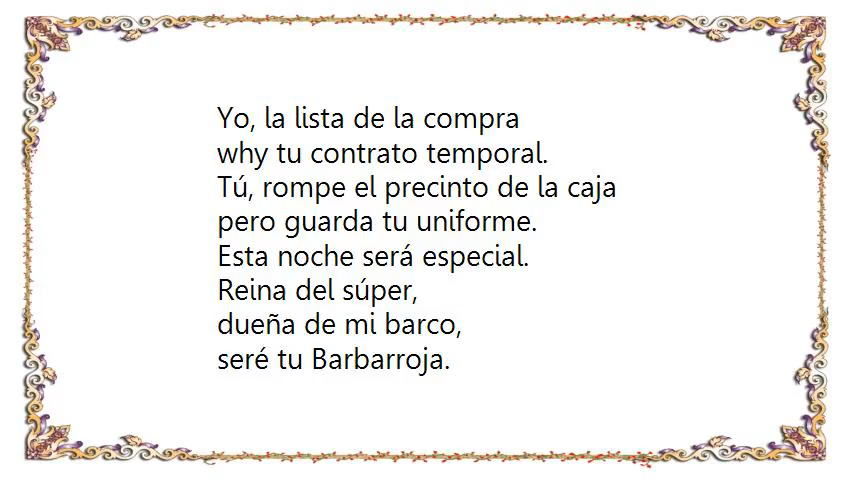 Yo, la lista de la compra
why tu contrato temporal.
Tú, rompe el precinto de la caja
pero guarda tu uniforme.
Esta noche será especial.
Reina del súper,
dueña de mi barco,
seré tu Barbarroja.